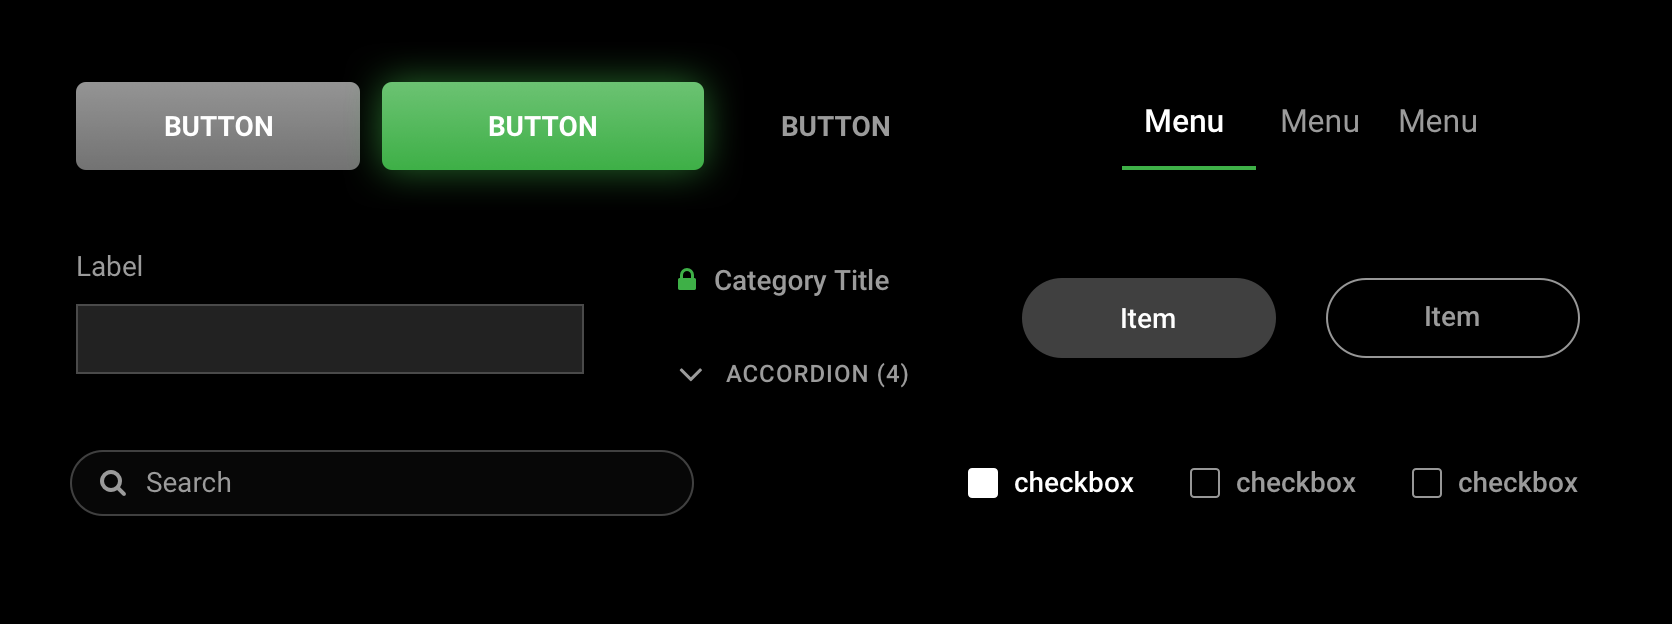 BUTTON
BUTTON
BUTTON
Menu
Menu
Menu
Label
Category Title
Item
Item
ACCORDION (4)
Search
checkbox
checkbox
checkbox